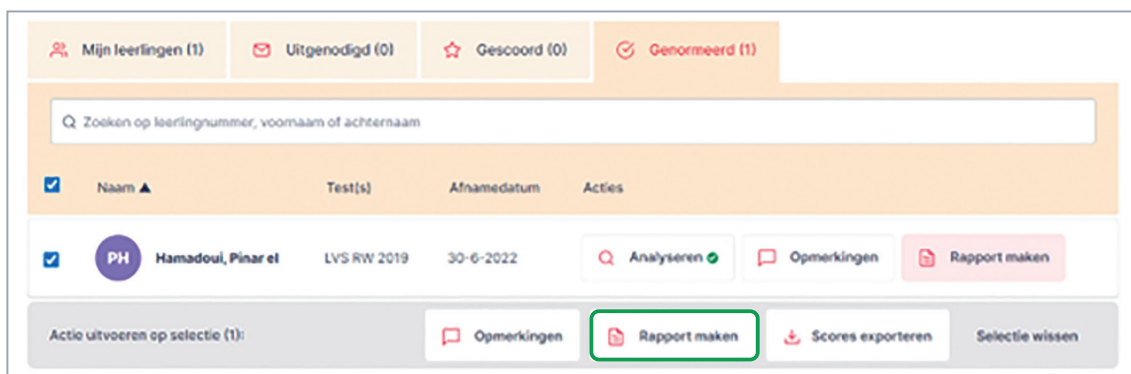 Mijn leerlingen (1) Uitgenodigd (0) Gescoord (0) Genormeerd (1)
Zoeken op leerlingnummer, voornaam of achternaam
Naam ▲ Test(s) Afnamedatum Acties
PH Hamadoui, Pinar el LVS RW 2019 30-6-2022 Analyseren Opmerkingen Rapport maken
Actie uitvoeren op selectie (1): Opmerkingen Rapport maken Scores exporteren Selectie wissen